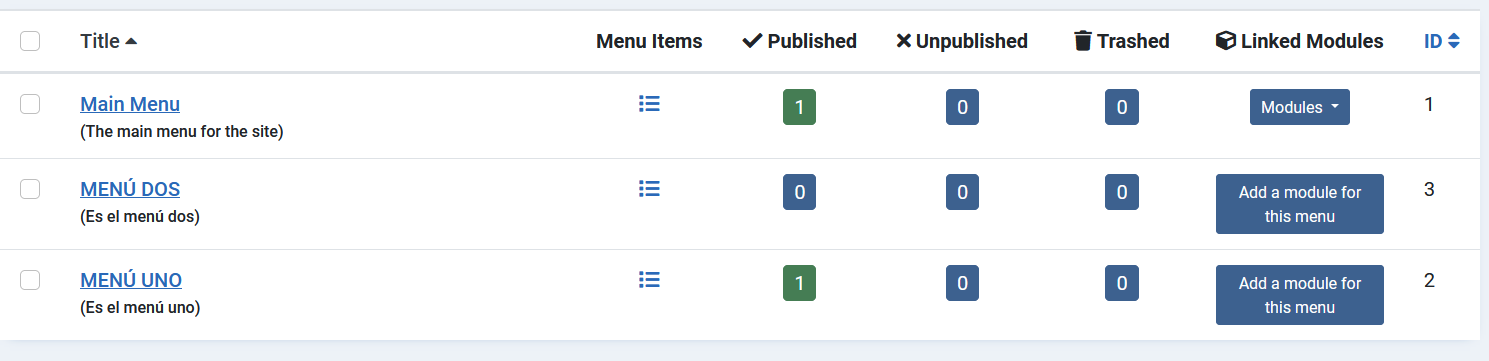 Title Menu Items Published Unpublished Trashed Linked Modules ID
Main Menu 1 0 0 Modules 1
(The main menu for the site)
MENÚ DOS 0 0 0 Add a module for this menu 3
(Es el menú dos)
MENÚ UNO 1 0 0 Add a module for this menu 2
(Es el menú uno)